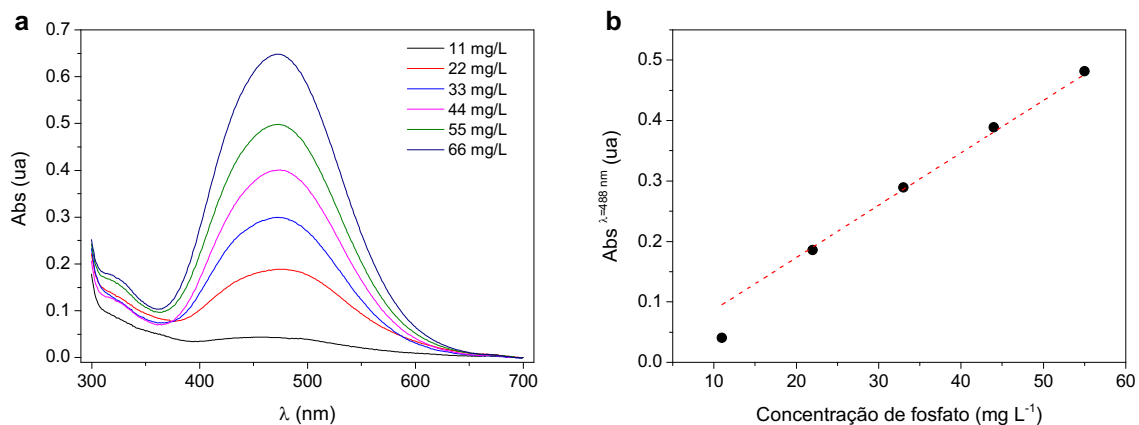 a
0.7
0.6
0.5
0.4
0.3
0.2
0.1
0.0
Abs (ua)
300 400 500 600 700
λ (nm)
11 mg/L
22 mg/L
33 mg/L
44 mg/L
55 mg/L
66 mg/L
b
0.5
0.4
0.3
0.2
0.1
0.0
Abs λ=488 nm (ua)
10 20 30 40 50 60
Concentração de fosfato (mg L-1)